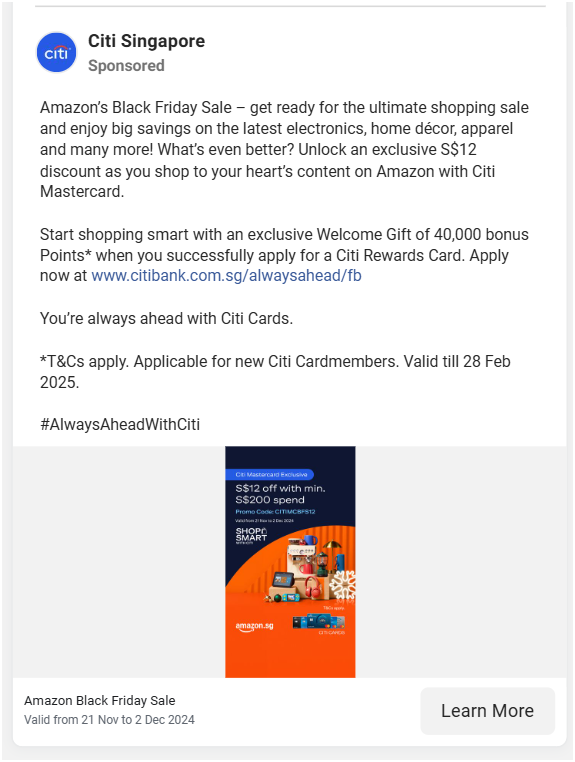 citi
Citi Singapore
Sponsored
Amazon’s Black Friday Sale – get ready for the ultimate shopping sale
and enjoy big savings on the latest electronics, home décor, apparel
and many more! What’s even better? Unlock an exclusive S$12
discount as you shop to your heart’s content on Amazon with Citi
Mastercard.
Start shopping smart with an exclusive Welcome Gift of 40,000 bonus
Points* when you successfully apply for a Citi Rewards Card. Apply
now at www.citibank.com.sg/alwaysahead/fb
You’re always ahead with Citi Cards.
*T&Cs apply. Applicable for new Citi Cardmembers. Valid till 28 Feb
2025.
#AlwaysAheadWithCiti
Citi Mastercard Exclusive
S$12 off with min.
S$200 spend
Promo Code: CITIMCBFS12
Valid from 21 Nov to 2 Dec 2024
SHOP
SMART
T&Cs apply.
amazon.sg
CITI CARDS
Amazon Black Friday Sale
Valid from 21 Nov to 2 Dec 2024
Learn More